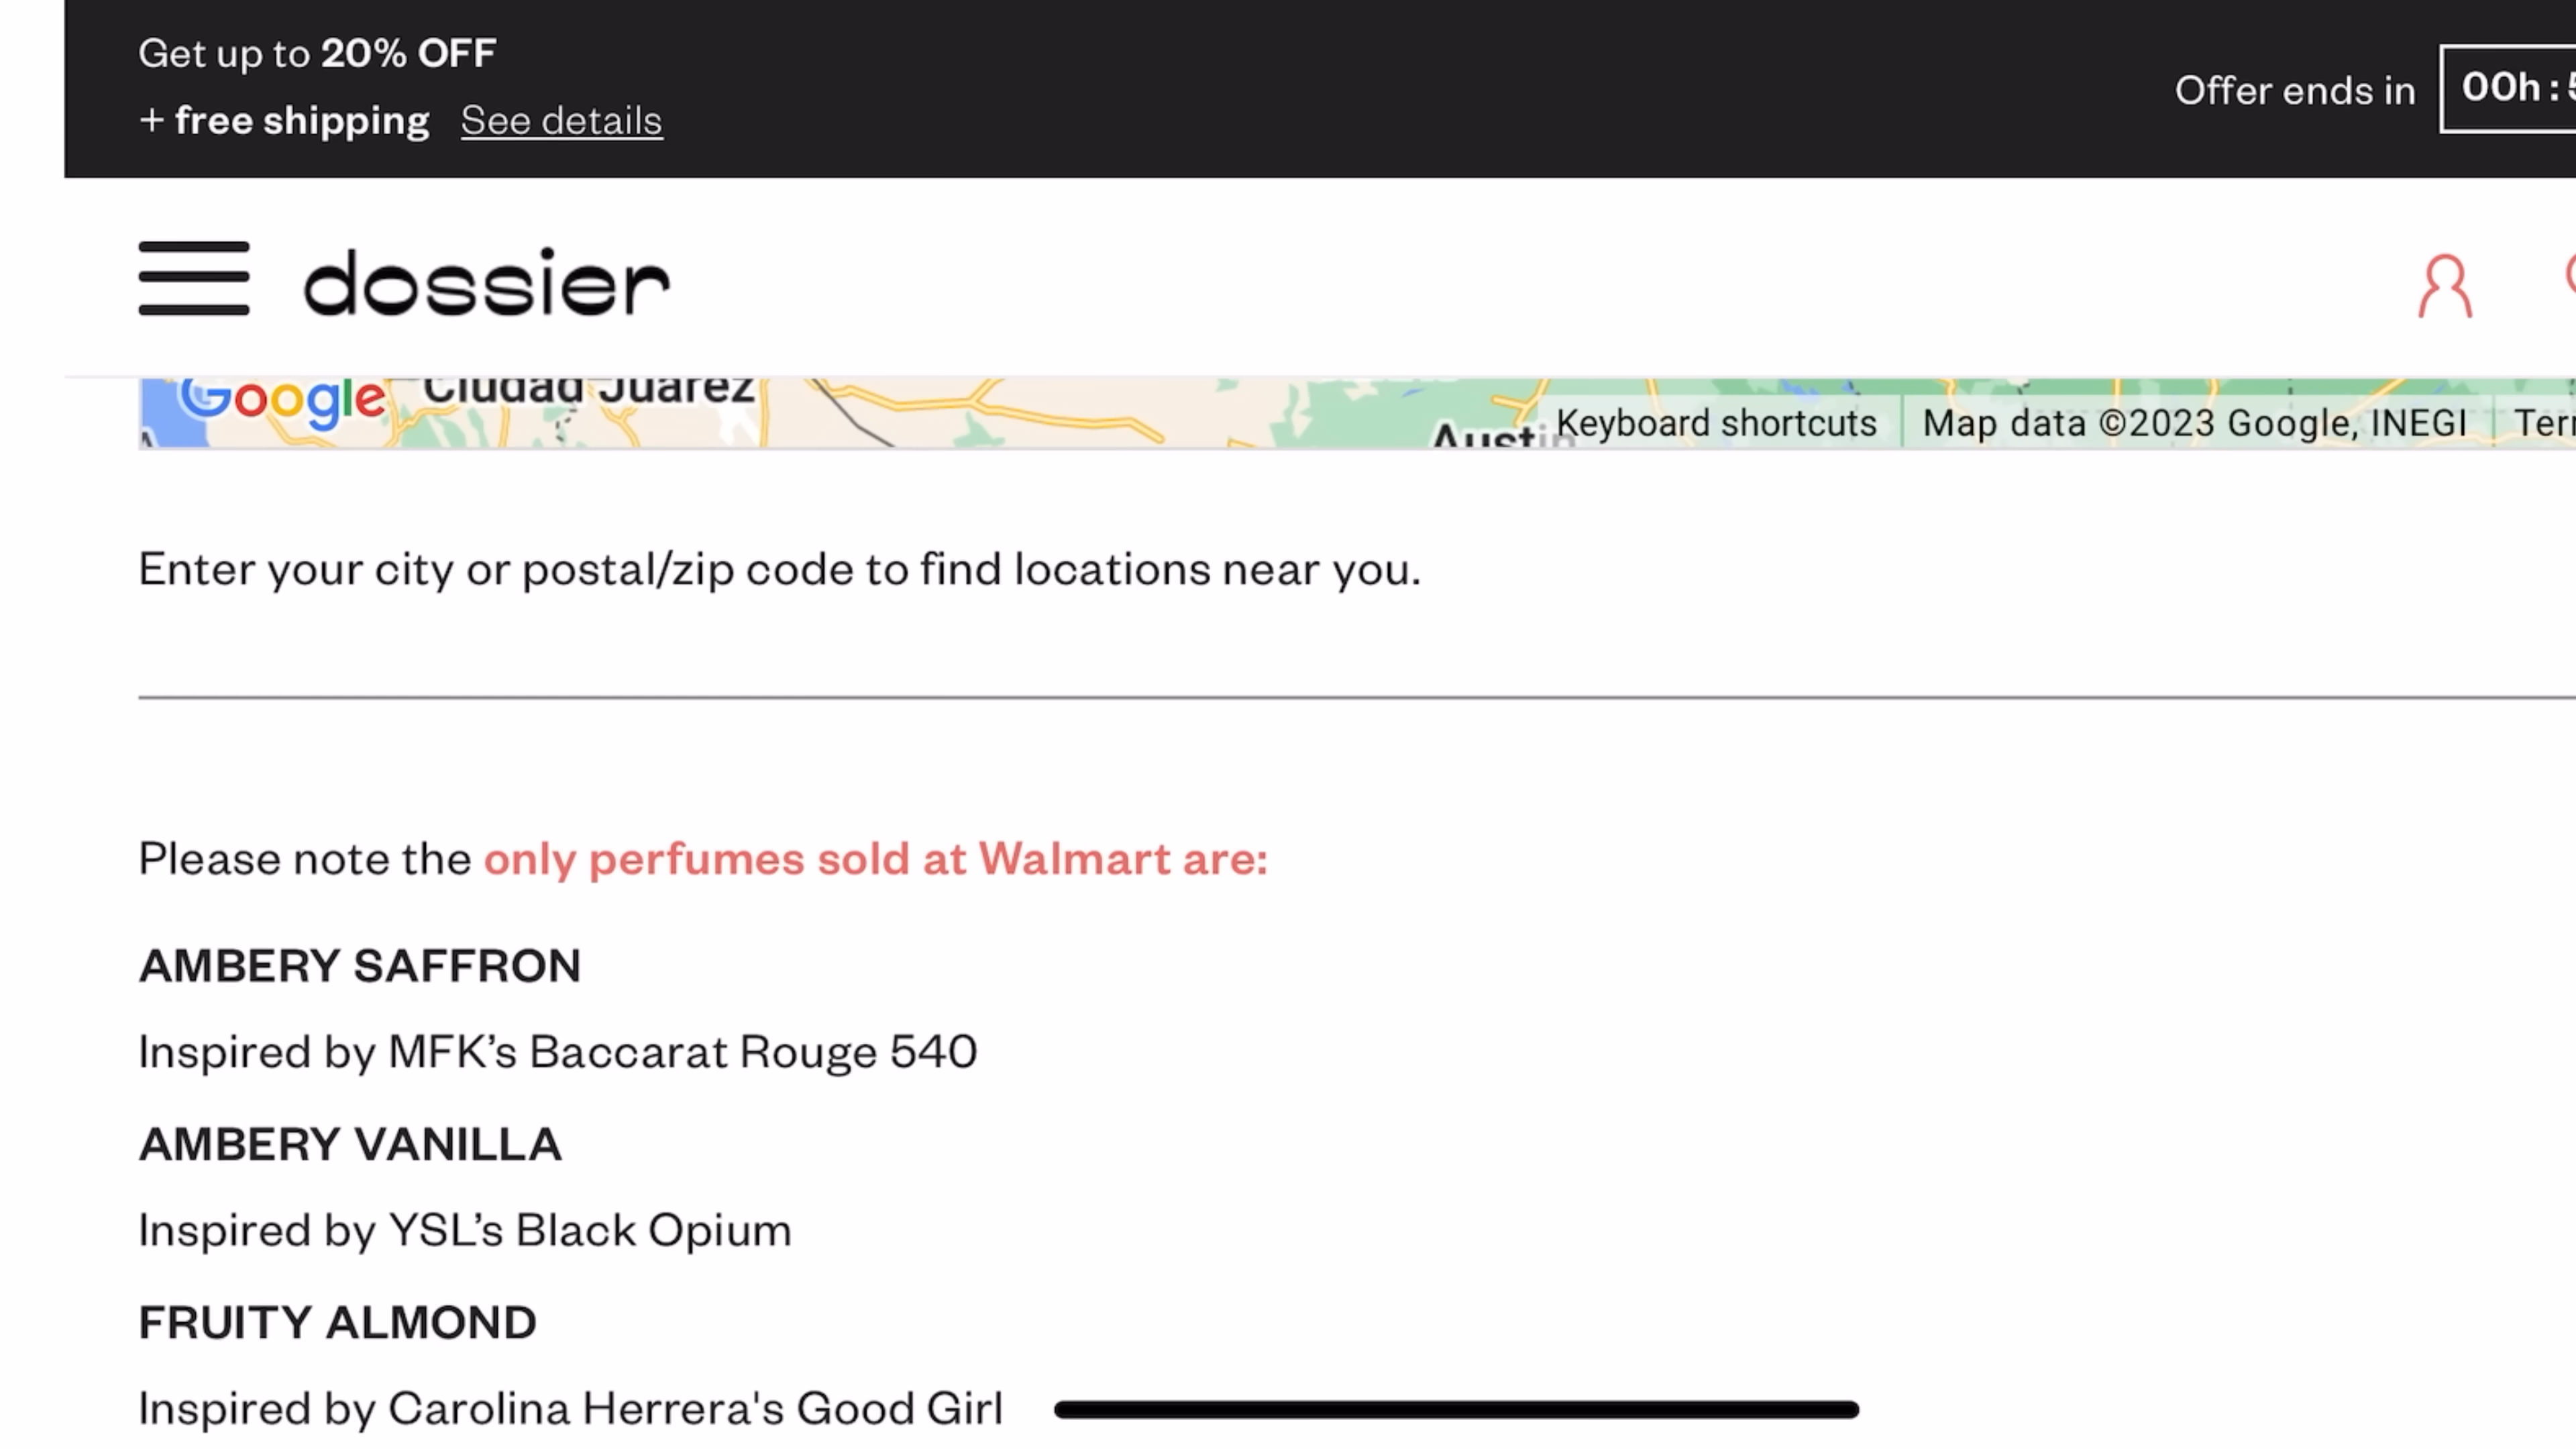 Get up to 20% OFF
+ free shipping See details
Offer ends in 00h:
dossier
Google
Ciudad Juárez
Austin
Keyboard shortcuts
Map data ©2023 Google, INEGI
Enter your city or postal/zip code to find locations near you.
Please note the only perfumes sold at Walmart are:
AMBERY SAFFRON
Inspired by MFK’s Baccarat Rouge 540
AMBERY VANILLA
Inspired by YSL’s Black Opium
FRUITY ALMOND
Inspired by Carolina Herrera's Good Girl